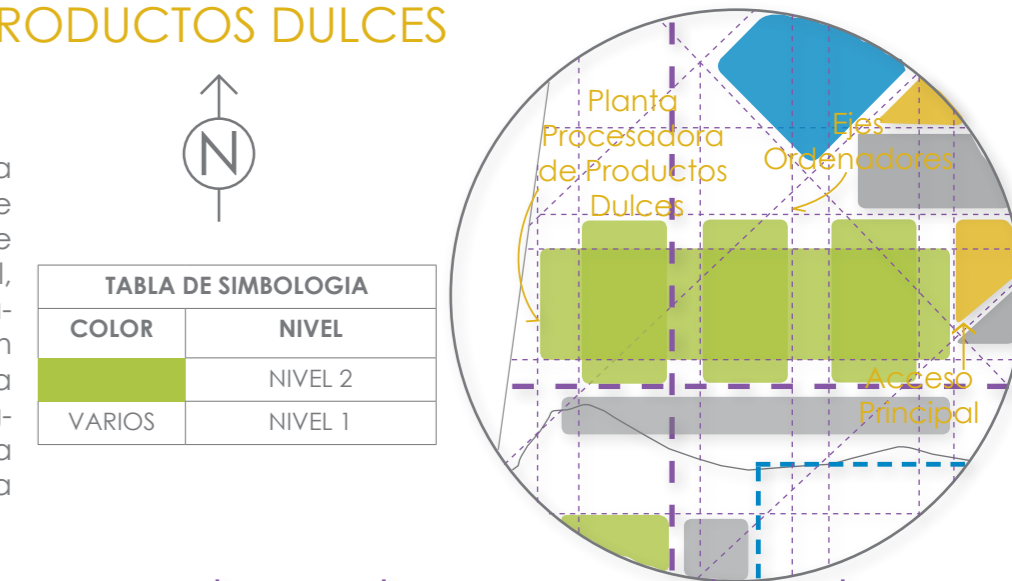 RODUCTOS DULCES
N
a
e
e
l,
-
n
a
-
a
a
TABLA DE SIMBOLOGIA
COLOR NIVEL
NIVEL 2
VARIOS NIVEL 1
Planta
Procesadora
de Productos
Dulces
Ejes
Ordenadores
Acceso
Principal